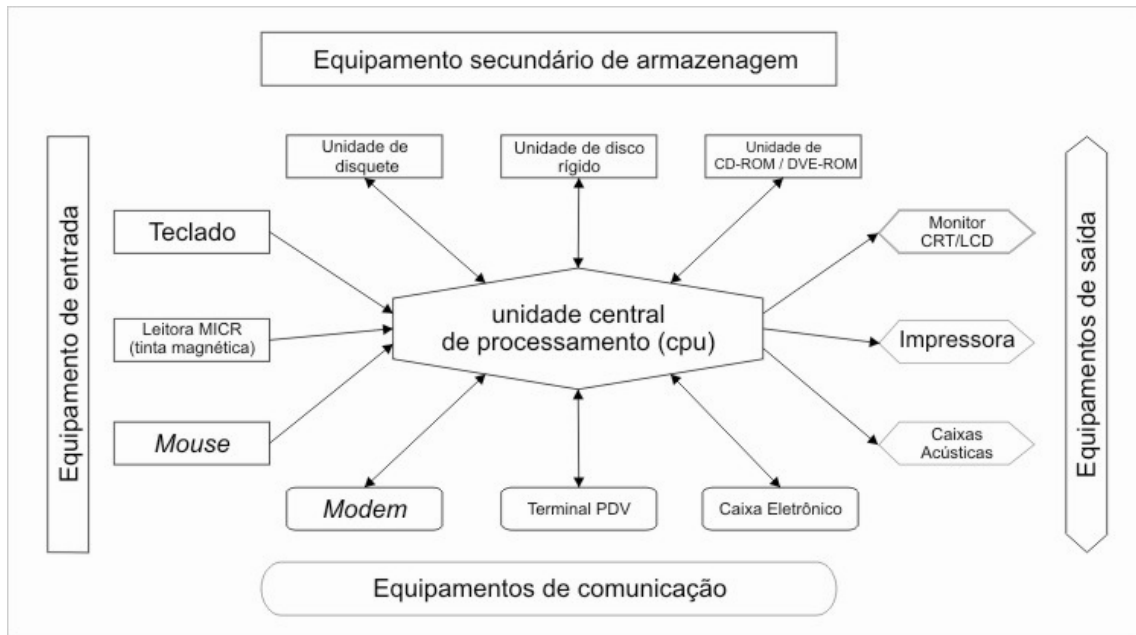 Equipamento secundário de armazenagem
Equipamento de entrada
Unidade de
disquete
Unidade de disco
rígido
Unidade de
CD-ROM / DVE-ROM
Teclado
Leitora MICR
(tinta magnética)
Mouse
unidade central
de processamento (cpu)
Monitor
CRT/LCD
Impressora
Caixas
Acústicas
Equipamentos de saída
Modem
Terminal PDV
Caixa Eletrônico
Equipamentos de comunicação